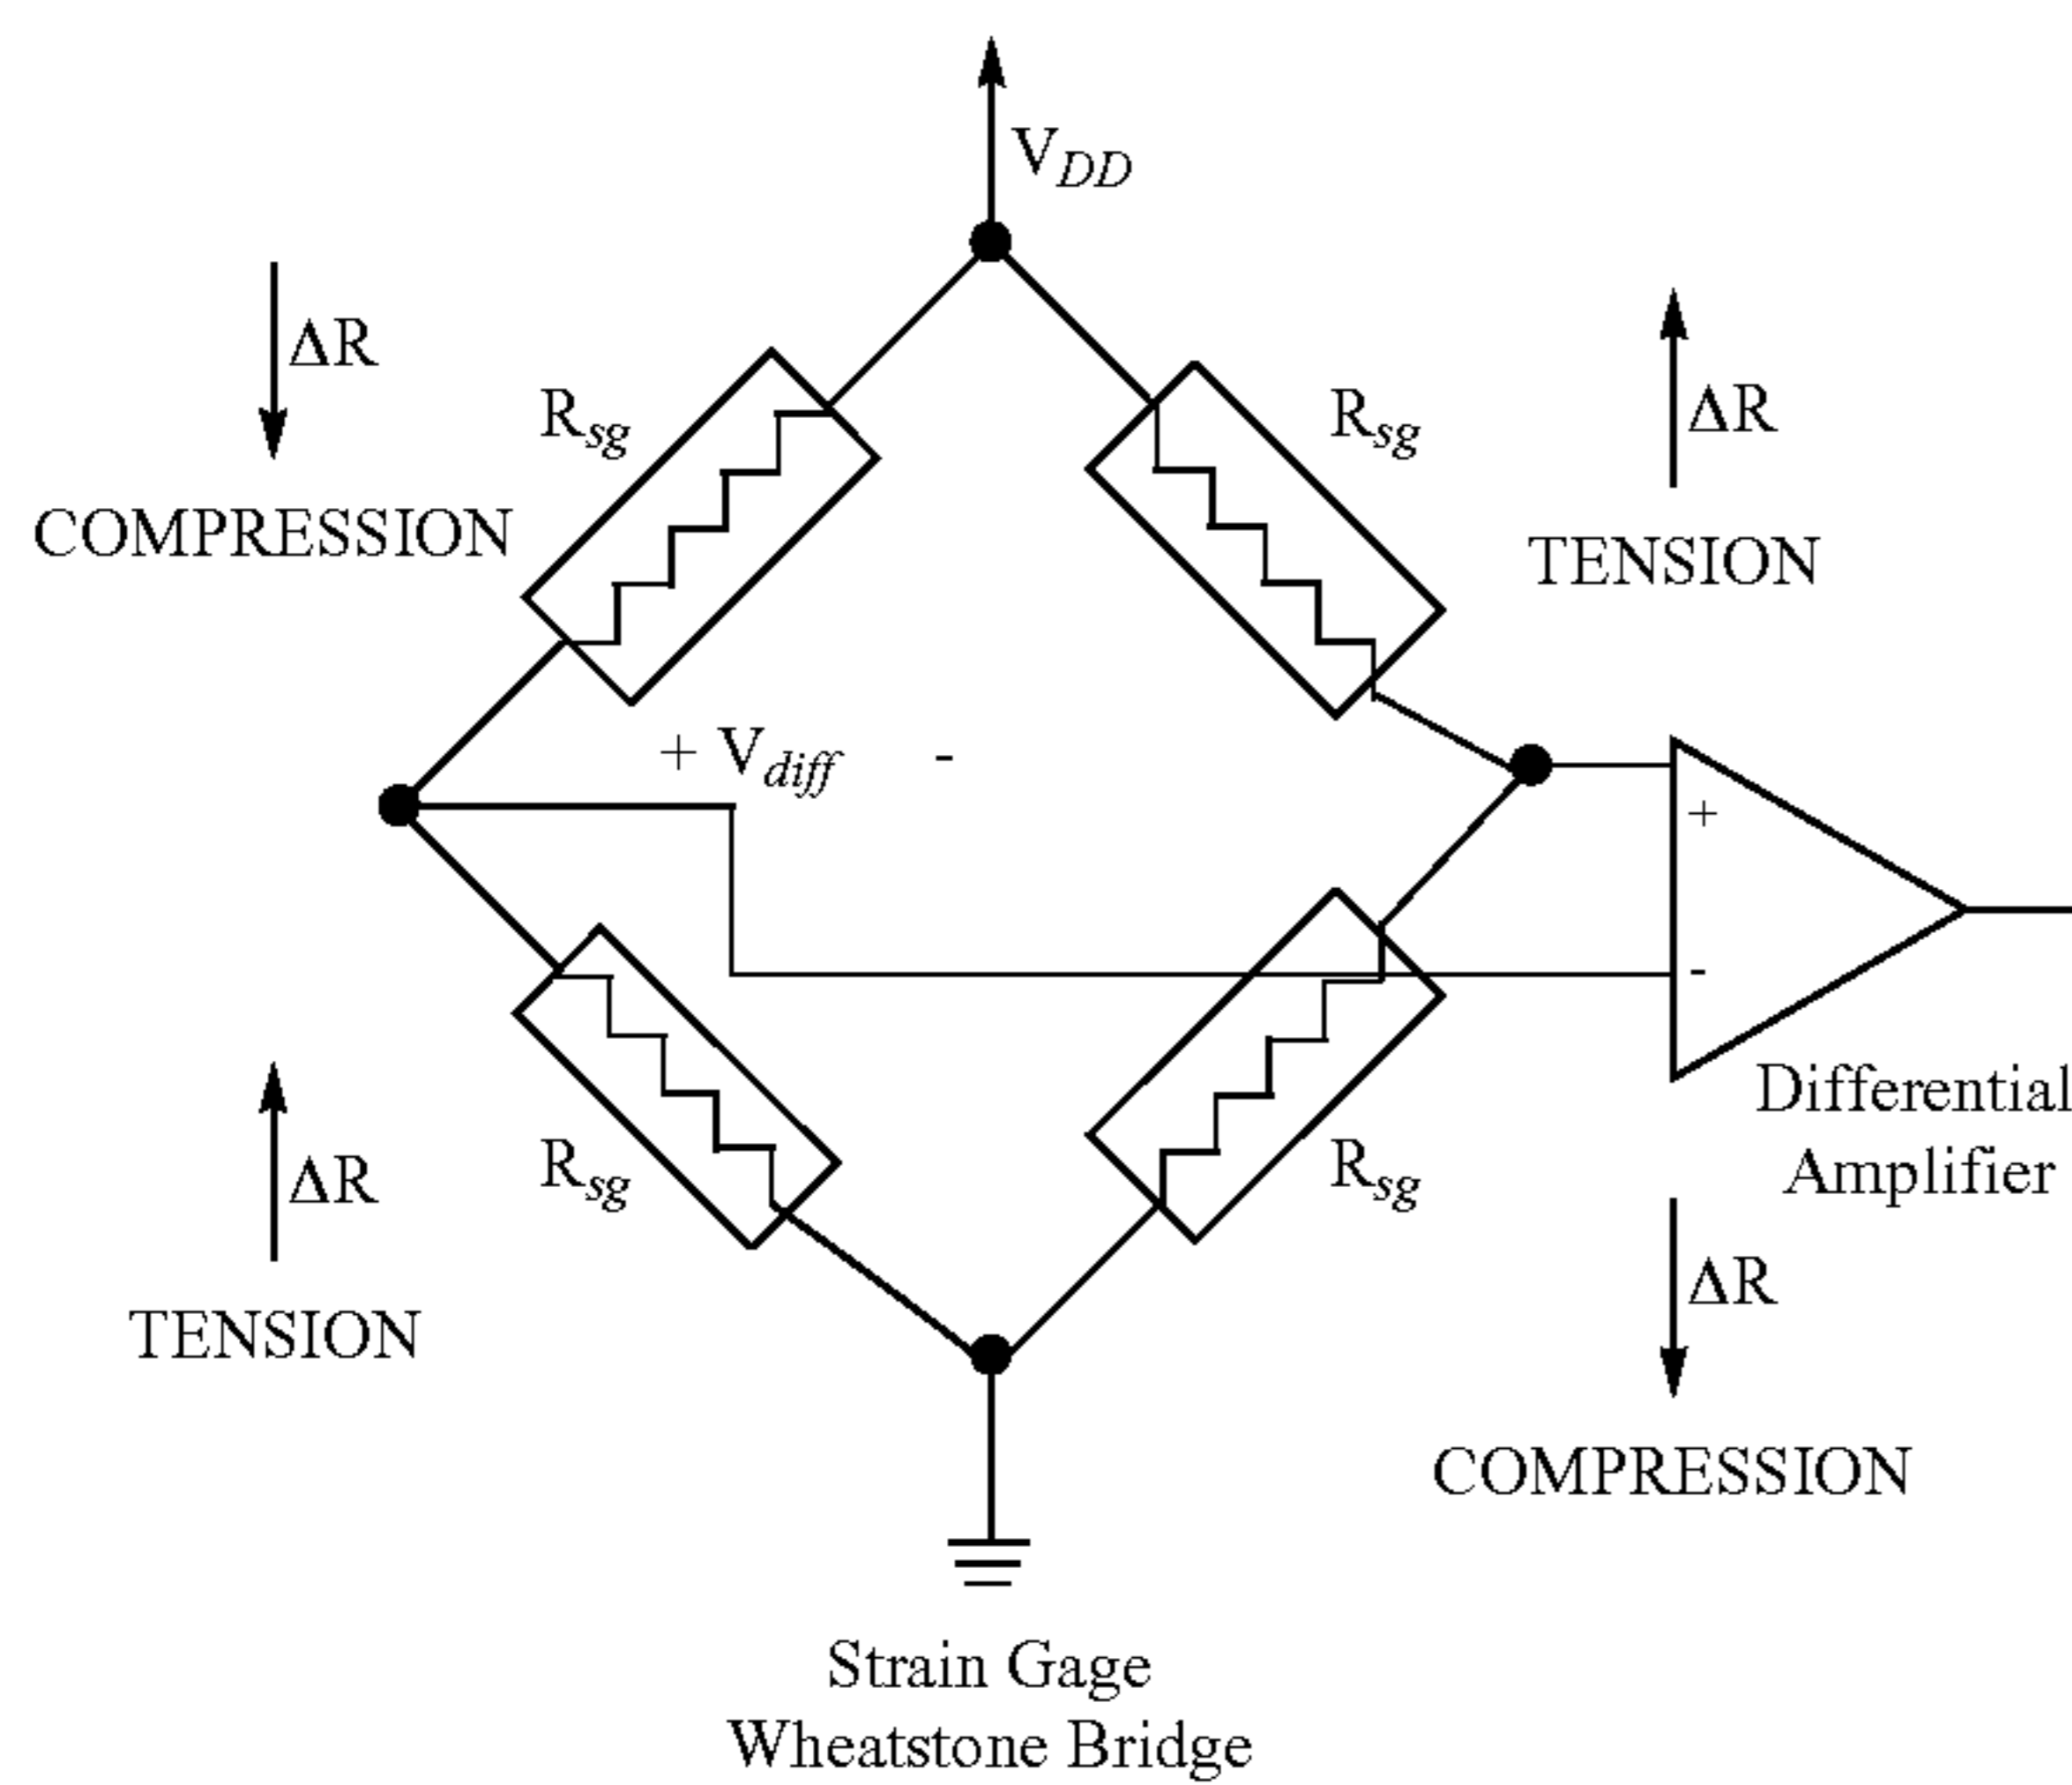 V_DD
ΔR
R_sg
R_sg
ΔR
COMPRESSION
TENSION
+ V_diff -
+
-
Differential
Amplifier
ΔR
R_sg
R_sg
ΔR
TENSION
COMPRESSION
Strain Gage
Wheatstone Bridge